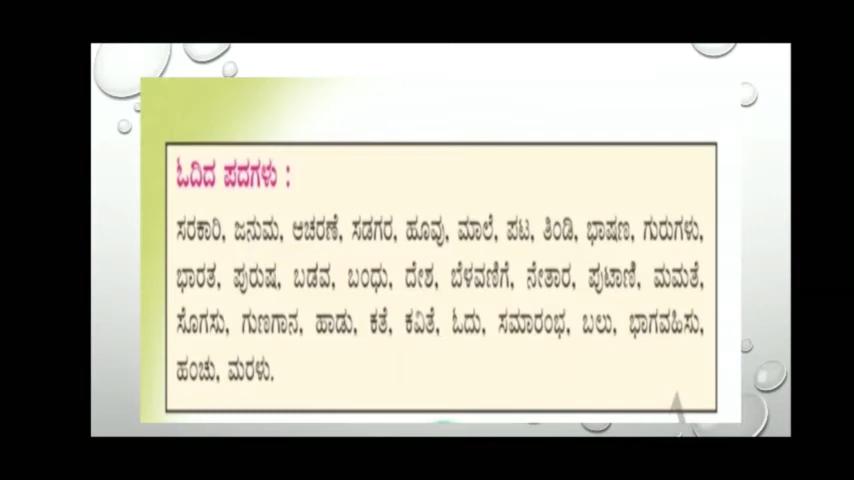 ಓದಿದ ಪದಗಳು :
ಸರಕಾರಿ, ಜನುಮ, ಆಚರಣೆ, ಸಡಗರ, ಹೂವು, ಮಾಲೆ, ಪಟ, ತಿಂಡಿ, ಭಾಷಣ, ಗುರುಗಳು,
ಭಾರತ, ಪುರುಷ, ಬಡವ, ಬಂಧು, ದೇಶ, ಬೆಳವಣಿಗೆ, ನೇತಾರ, ಪುಟಾಣಿ, ಮಮತೆ,
ಸೊಗಸು, ಗುಣಗಾನ, ಹಾಡು, ಕತೆ, ಕವಿತೆ, ಓದು, ಸಮಾರಂಭ, ಬಲು, ಭಾಗವಹಿಸು,
ಹಂಚು, ಮರಳು.